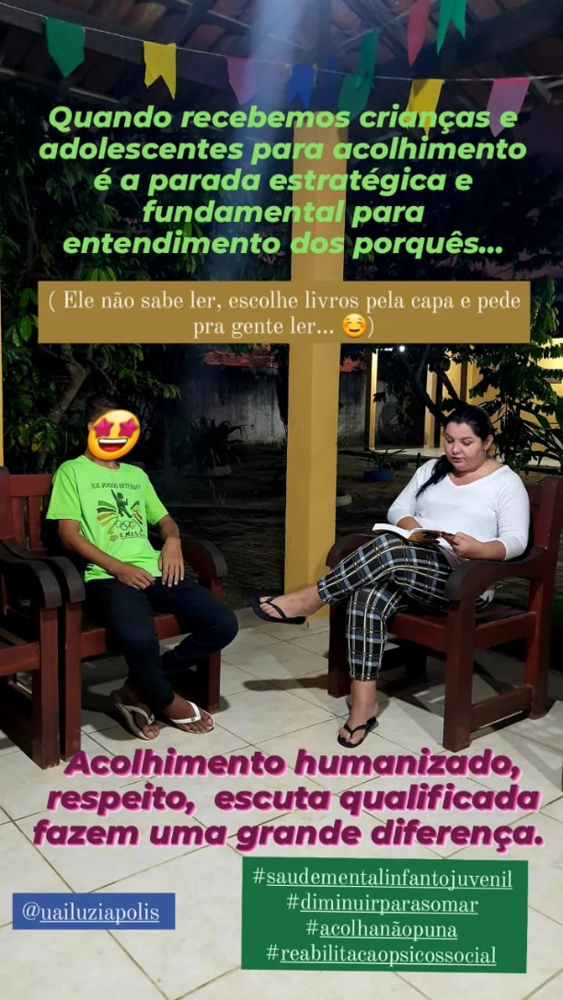 Quando recebemos crianças e
adolescentes para acolhimento
é a parada estratégica e
fundamental para
entendimento dos porquês...
( Ele não sabe ler, escolhe livros pela capa e pede
pra gente ler... ☺️)
XII JOGOS INTERNOS
Acolhimento humanizado,
respeito, escuta qualificada
fazem uma grande diferença.
#saudementalinfantojuvenil
@uailuziapolis
#diminuirparasomar
#acolhanãopuna
#reabilitacaopsicossocial